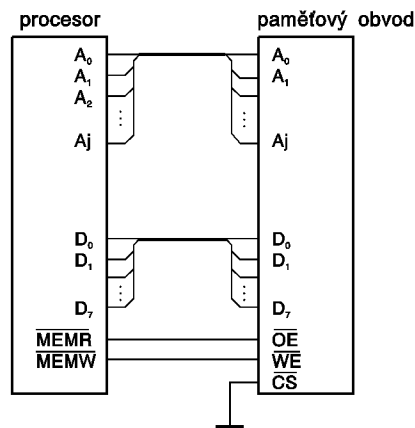 procesor
paměťový obvod
A₀
A₁
A₂
⋮
Aj
D₀
D₁
⋮
D₇
MEMR
MEMW
A₀
A₁
⋮
Aj
D₀
D₁
⋮
D₇
OE
WE
CS